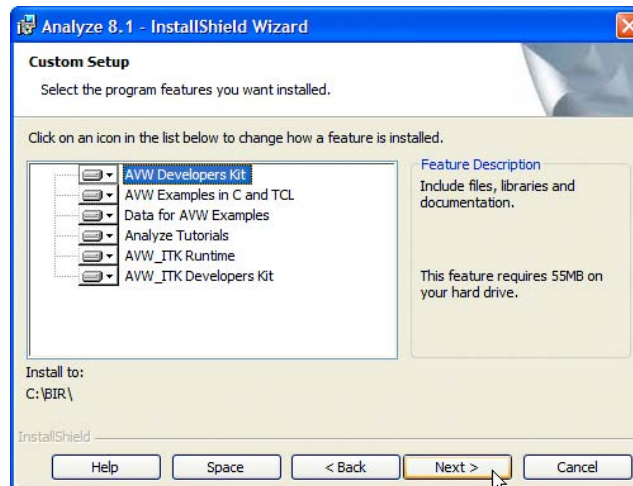 Analyze 8.1 - InstallShield Wizard
Custom Setup
Select the program features you want installed.
Click on an icon in the list below to change how a feature is installed.
AVW Developers Kit
AVW Examples in C and TCL
Data for AVW Examples
Analyze Tutorials
AVW_ITK Runtime
AVW_ITK Developers Kit
Feature Description
Include files, libraries and
documentation.
This feature requires 55MB on
your hard drive.
Install to:
C:\BIR\
InstallShield
Help Space < Back Next > Cancel